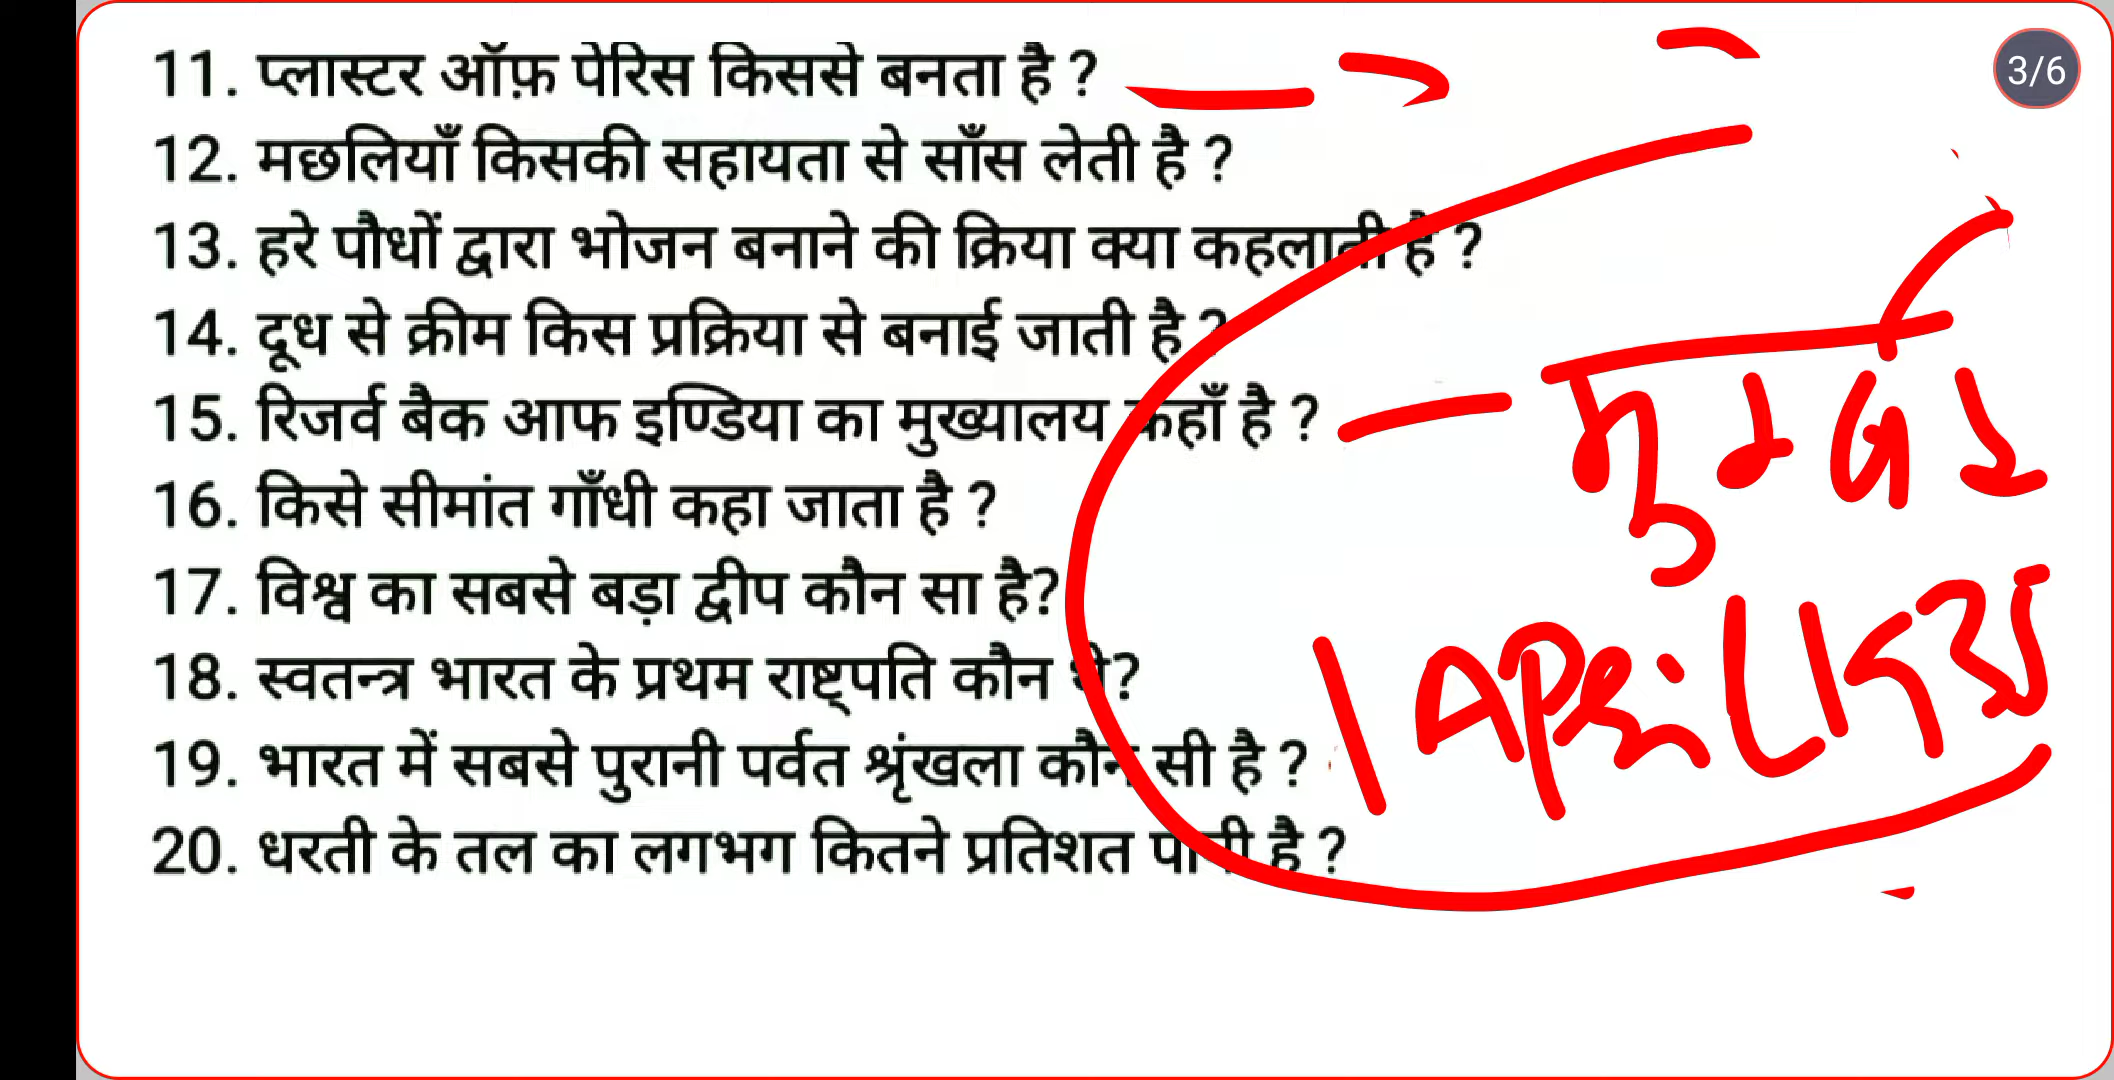 3/6
11. प्लास्टर ऑफ़ पेरिस किससे बनता है ?
12. मछलियाँ किसकी सहायता से साँस लेती है ?
13. हरे पौधों द्वारा भोजन बनाने की क्रिया क्या कहलाती है ?
14. दूध से क्रीम किस प्रक्रिया से बनाई जाती है ?
15. रिजर्व बैक आफ इण्डिया का मुख्यालय कहाँ है ? — मुम्बई
16. किसे सीमांत गाँधी कहा जाता है ?
17. विश्व का सबसे बड़ा द्वीप कौन सा है?
18. स्वतन्त्र भारत के प्रथम राष्ट्रपति कौन थे?
1 April 1935
19. भारत में सबसे पुरानी पर्वत श्रृंखला कौन सी है ?
20. धरती के तल का लगभग कितने प्रतिशत पानी है ?